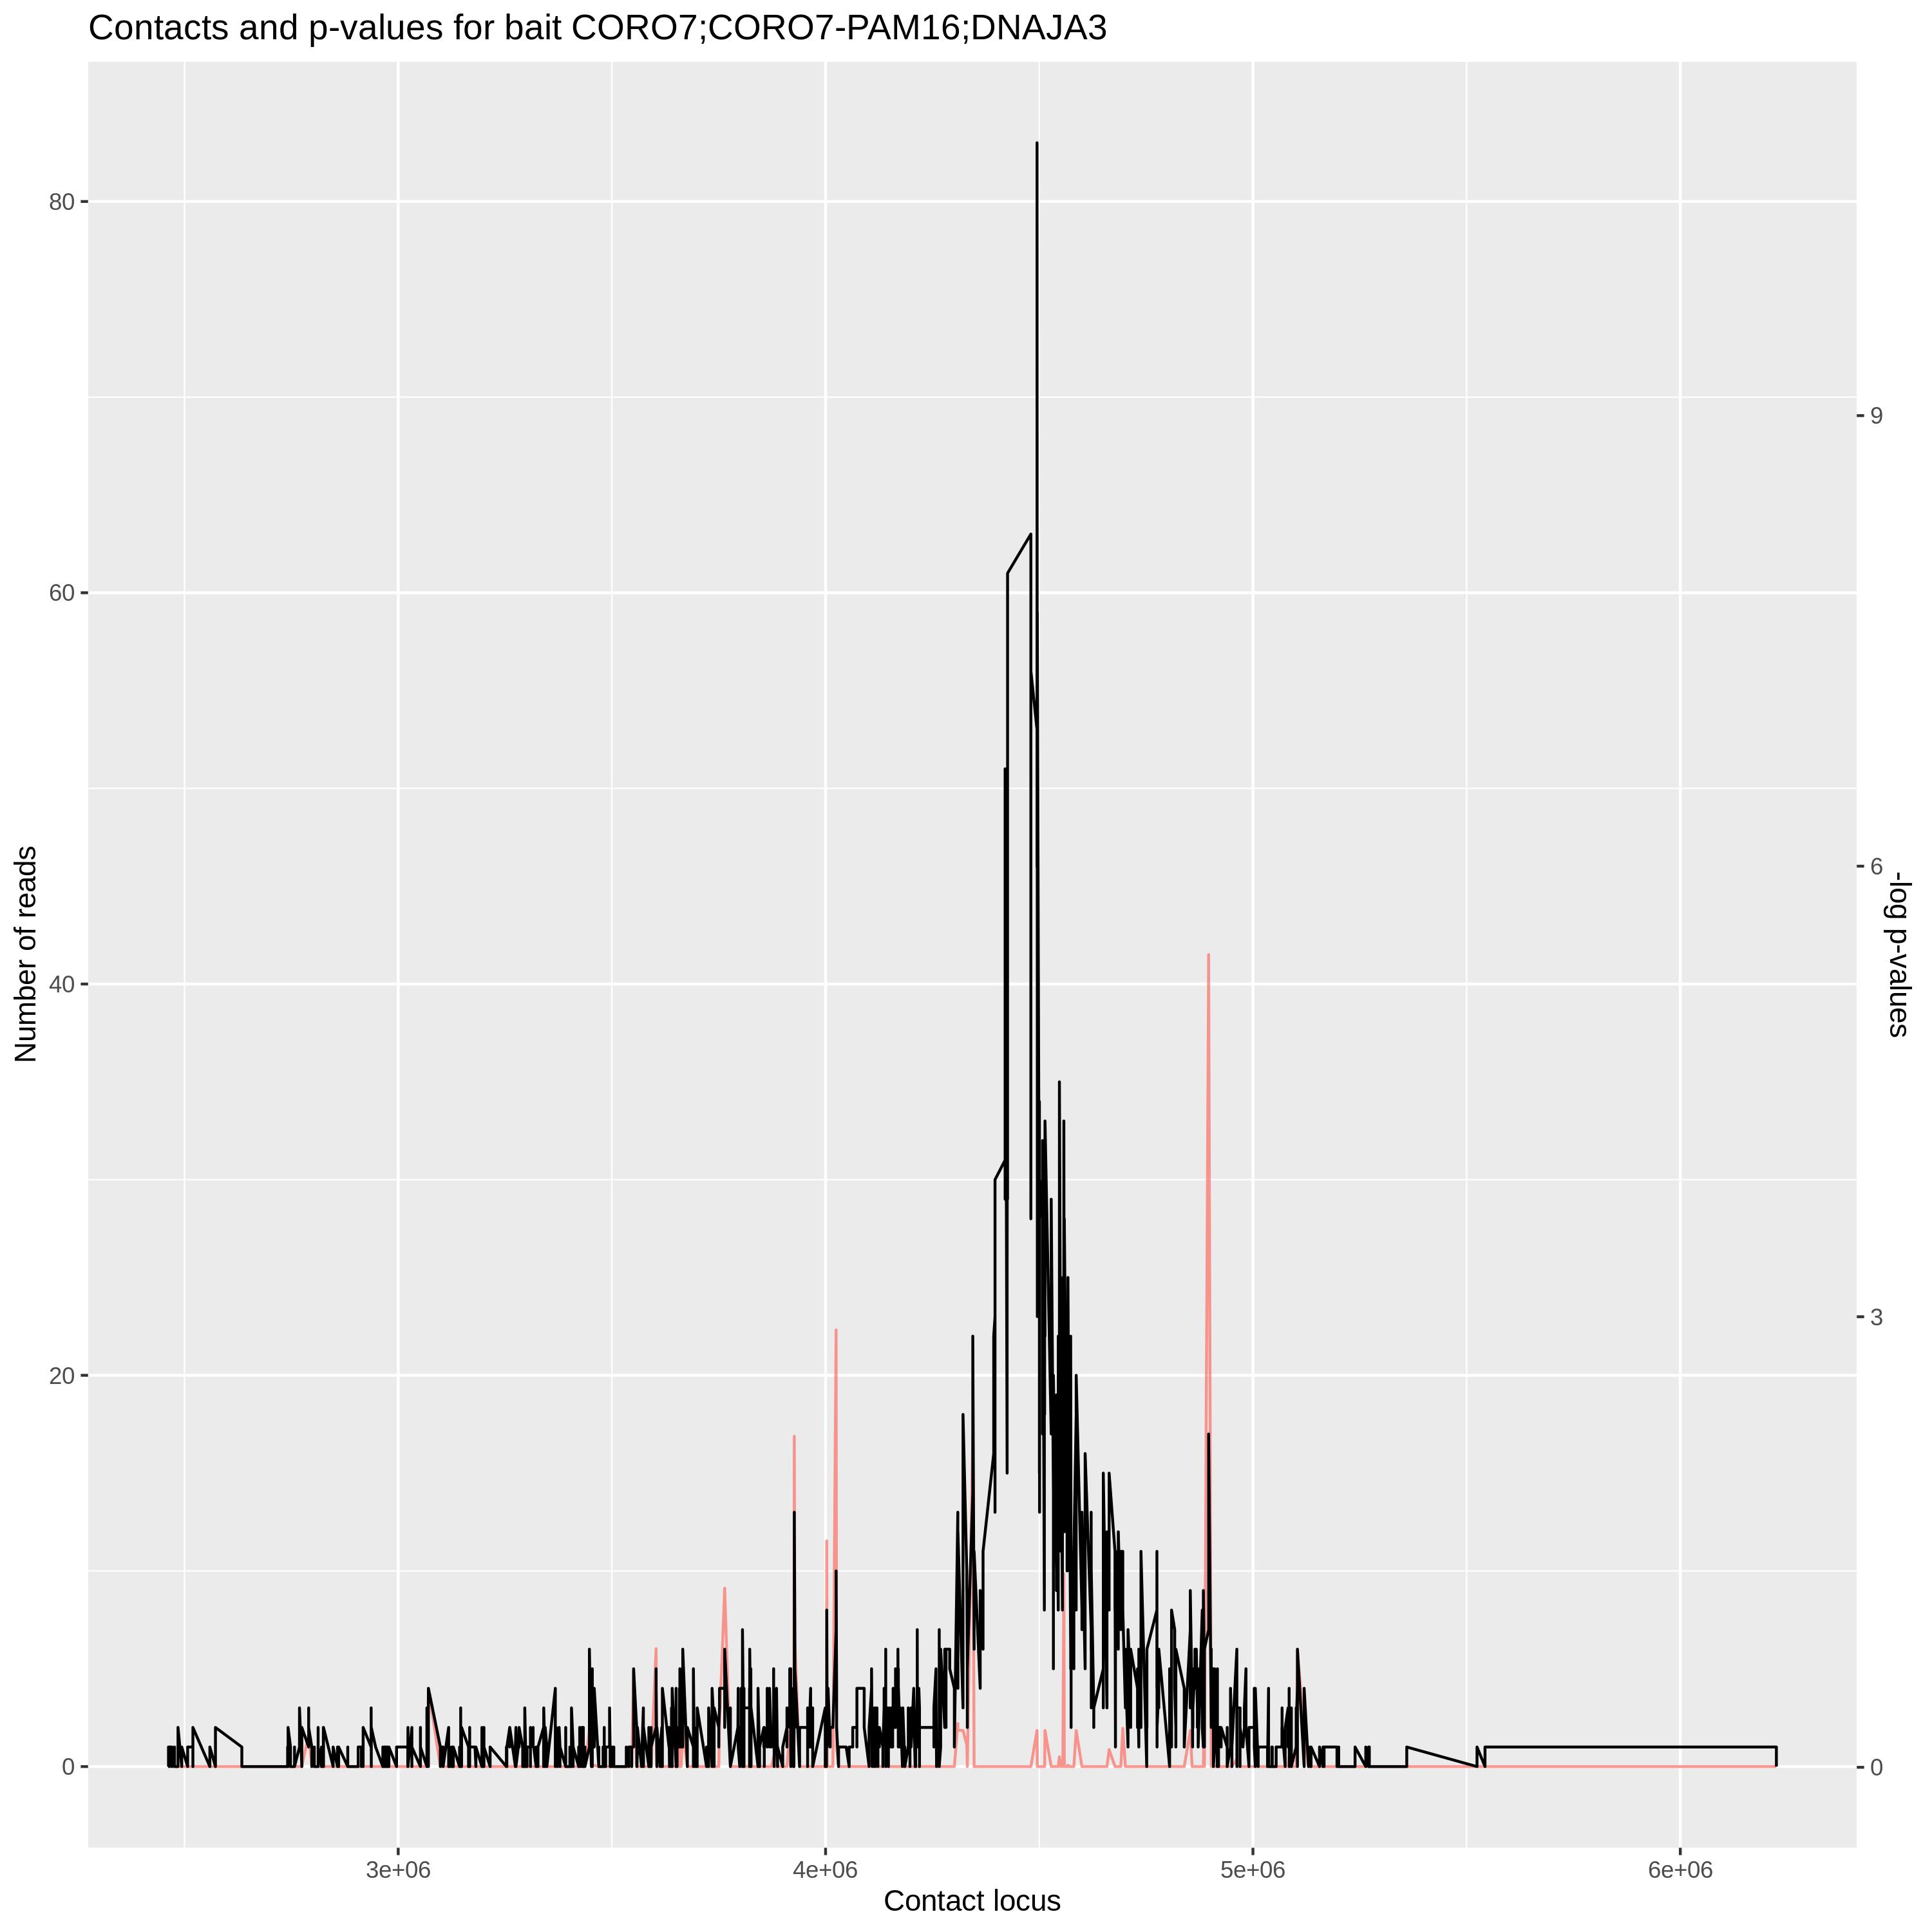 Contacts and p-values for bait CORO7;CORO7-PAM16;DNAJA3
80
60
40
20
0
Number of reads
9
6
3
0
-log p-values
3e+06
4e+06
5e+06
6e+06
Contact locus